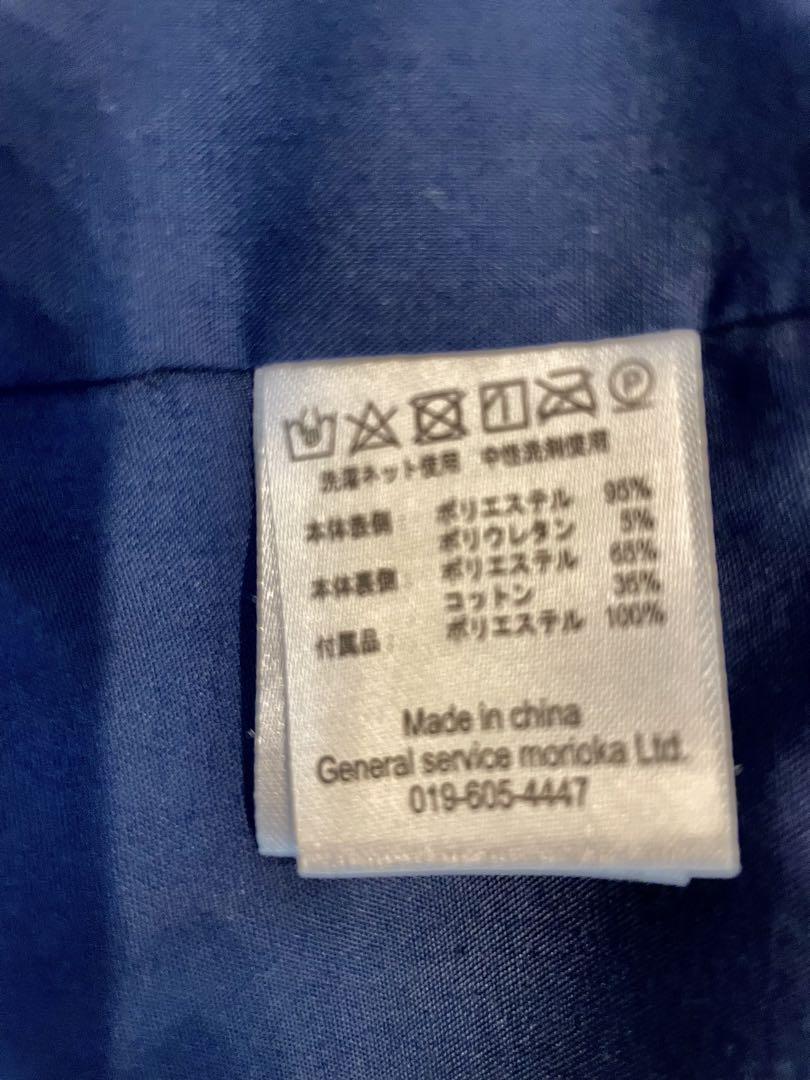 P
洗濯ネット使用 中性洗剤使用
本体表側: ポリエステル 95%
ポリウレタン 5%
本体裏側: ポリエステル 65%
コットン 35%
付属品: ポリエステル 100%
Made in china
General service morioka Ltd.
019-605-4447